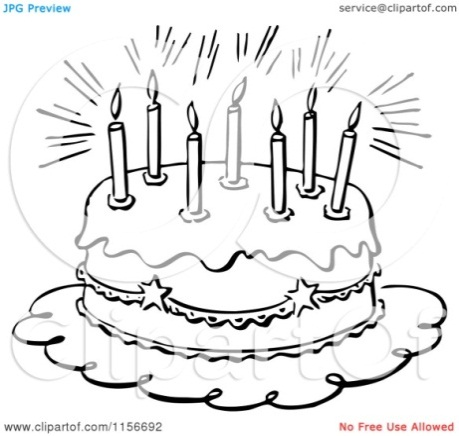 JPG Preview
service@clipartof.com
clipartof
www.clipartof.com/1156692
No Free Use Allowed